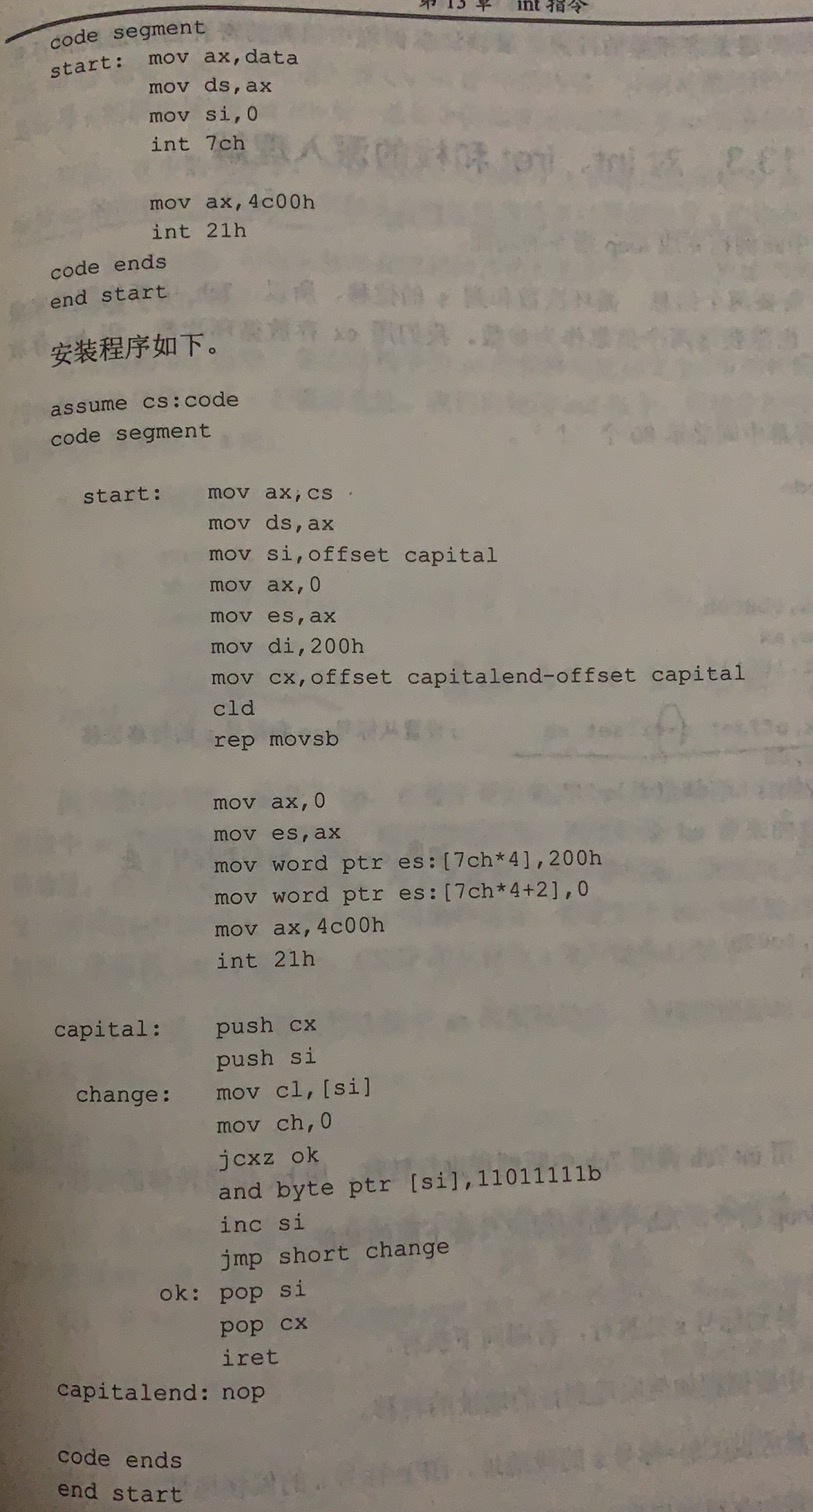 第 13 章 int 指令
code segment
start: mov ax,data
mov ds,ax
mov si,0
int 7ch
mov ax,4c00h
int 21h
code ends
end start
安装程序如下。
assume cs:code
code segment
start: mov ax,cs
mov ds,ax
mov si,offset capital
mov ax,0
mov es,ax
mov di,200h
mov cx,offset capitalend-offset capital
cld
rep movsb
mov ax,0
mov es,ax
mov word ptr es:[7ch*4],200h
mov word ptr es:[7ch*4+2],0
mov ax,4c00h
int 21h
capital: push cx
push si
change: mov cl,[si]
mov ch,0
jcxz ok
and byte ptr [si],11011111b
inc si
jmp short change
ok: pop si
pop cx
iret
capitalend: nop
code ends
end start